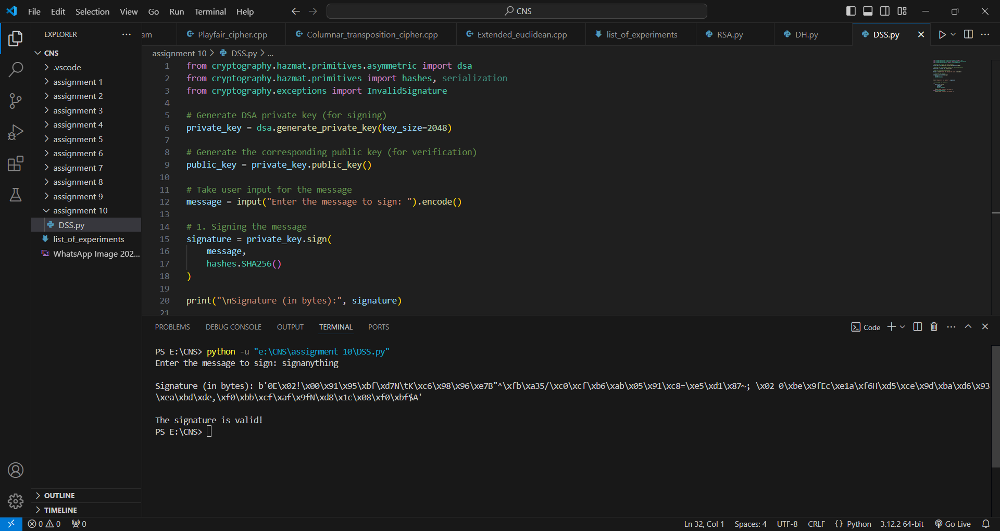 File Edit Selection View Go Run Terminal Help
CNS
EXPLORER
am
Playfair_cipher.cpp
Columnar_transposition_cipher.cpp
Extended_euclidean.cpp
list_of_experiments
RSA.py
DH.py
DSS.py
CNS
.vscode
assignment 1
assignment 2
assignment 3
assignment 4
assignment 5
assignment 6
assignment 7
assignment 8
assignment 9
assignment 10
DSS.py
list_of_experiments
WhatsApp Image 202...
OUTLINE
TIMELINE
assignment 10 > DSS.py > ...
1 from cryptography.hazmat.primitives.asymmetric import dsa
2 from cryptography.hazmat.primitives import hashes, serialization
3 from cryptography.exceptions import InvalidSignature
4
5 # Generate DSA private key (for signing)
6 private_key = dsa.generate_private_key(key_size=2048)
7
8 # Generate the corresponding public key (for verification)
9 public_key = private_key.public_key()
10
11 # Take user input for the message
12 message = input("Enter the message to sign: ").encode()
13
14 # 1. Signing the message
15 signature = private_key.sign(
16 message,
17 hashes.SHA256()
18 )
19
20 print("\nSignature (in bytes):", signature)
21
PROBLEMS DEBUG CONSOLE OUTPUT TERMINAL PORTS
Code
PS E:\CNS> python -u "e:\CNS\assignment 10\DSS.py"
Enter the message to sign: signanything
Signature (in bytes): b'0E\x02!\x00\x91\x95\xbf\xd7N\tK\xc6\x98\x96\xe7B"^\xfb\xa35/\xc0\xcf\xb6\xab\x05\x91\xc8=\xe5\xd1\x87~; \x02 0\xbe\x9fEc\xe1a\xf6H\xd5\xce\x9d\xba\xd6\x93
\xea\xbd\xde,\xf0\xbb\xcf\xaf\x9fN\xd8\x1c\x08\xf0\xbf$A'
The signature is valid!
PS E:\CNS>
0 0 0
Ln 32, Col 1 Spaces: 4 UTF-8 CRLF {} Python 3.12.2 64-bit Go Live